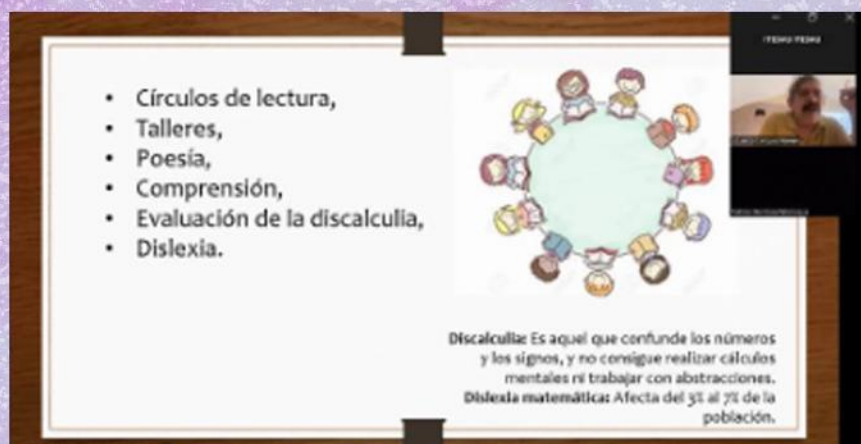 Círculos de lectura,
Talleres,
Poesía,
Comprensión,
Evaluación de la discalculia,
Dislexia.
Discalculia: Es aquel que confunde los números
y los signos, y no consigue realizar cálculos
mentales ni trabajar con abstracciones.
Dislexia matemática: Afecta del 3% al 7% de la
población.